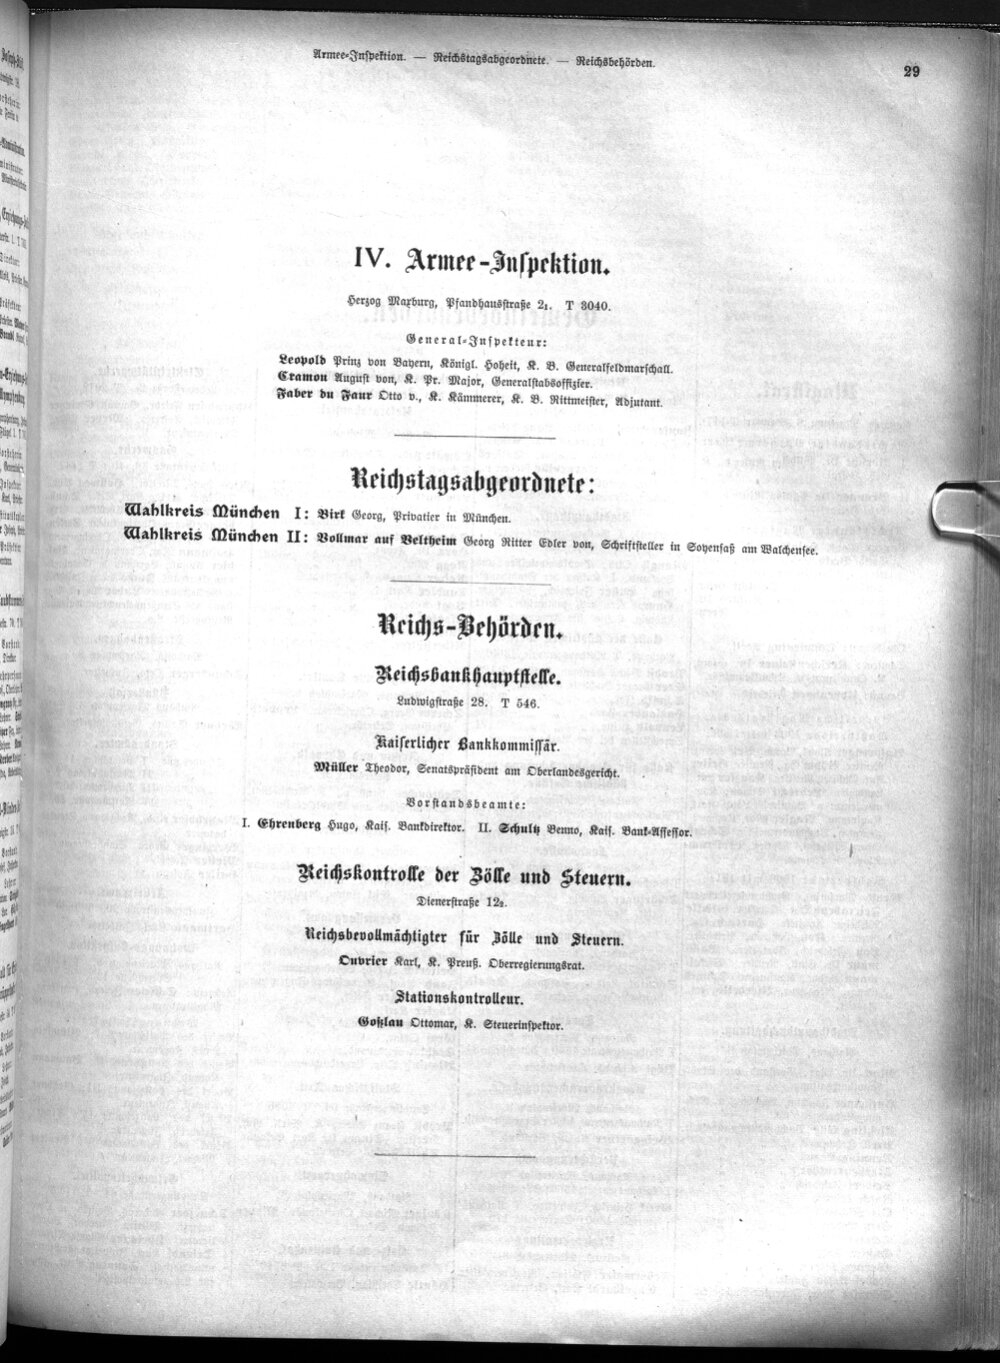 Armee-Inspektion. — Reichstagsabgeordnete. — Reichsbehörden.
29
IV. Armee-Inspektion.
Herzog Maxburg, Pfandhausstraße 2₁. T 3040.
General-Inspekteur:
Leopold Prinz von Bayern, Königl. Hoheit, K. B. Generalfeldmarschall.
Cramon August von, K. Pr. Major, Generalstabsoffizier.
Faber du Faur Otto v., K. Kämmerer, K. B. Rittmeister, Adjutant.
Reichstagsabgeordnete:
Wahlkreis München I: Birk Georg, Privatier in München.
Wahlkreis München II: Vollmar auf Veltheim Georg Ritter Edler von, Schriftsteller in Soyensaß am Walchensee.
Reichs-Behörden.
Reichsbankhauptstelle.
Ludwigstraße 28. T 546.
Kaiserlicher Bankkommissär.
Müller Theodor, Senatspräsident am Oberlandesgericht.
Vorstandsbeamte:
I. Ehrenberg Hugo, Kais. Bankdirektor. II. Schultz Benno, Kais. Bank-Assessor.
Reichskontrolle der Zölle und Steuern.
Dienerstraße 12₂.
Reichsbevollmächtigter für Zölle und Steuern.
Ouvrier Karl, K. Preuß. Oberregierungsrat.
Stationskontrolleur.
Goßlau Ottomar, K. Steuerinspektor.